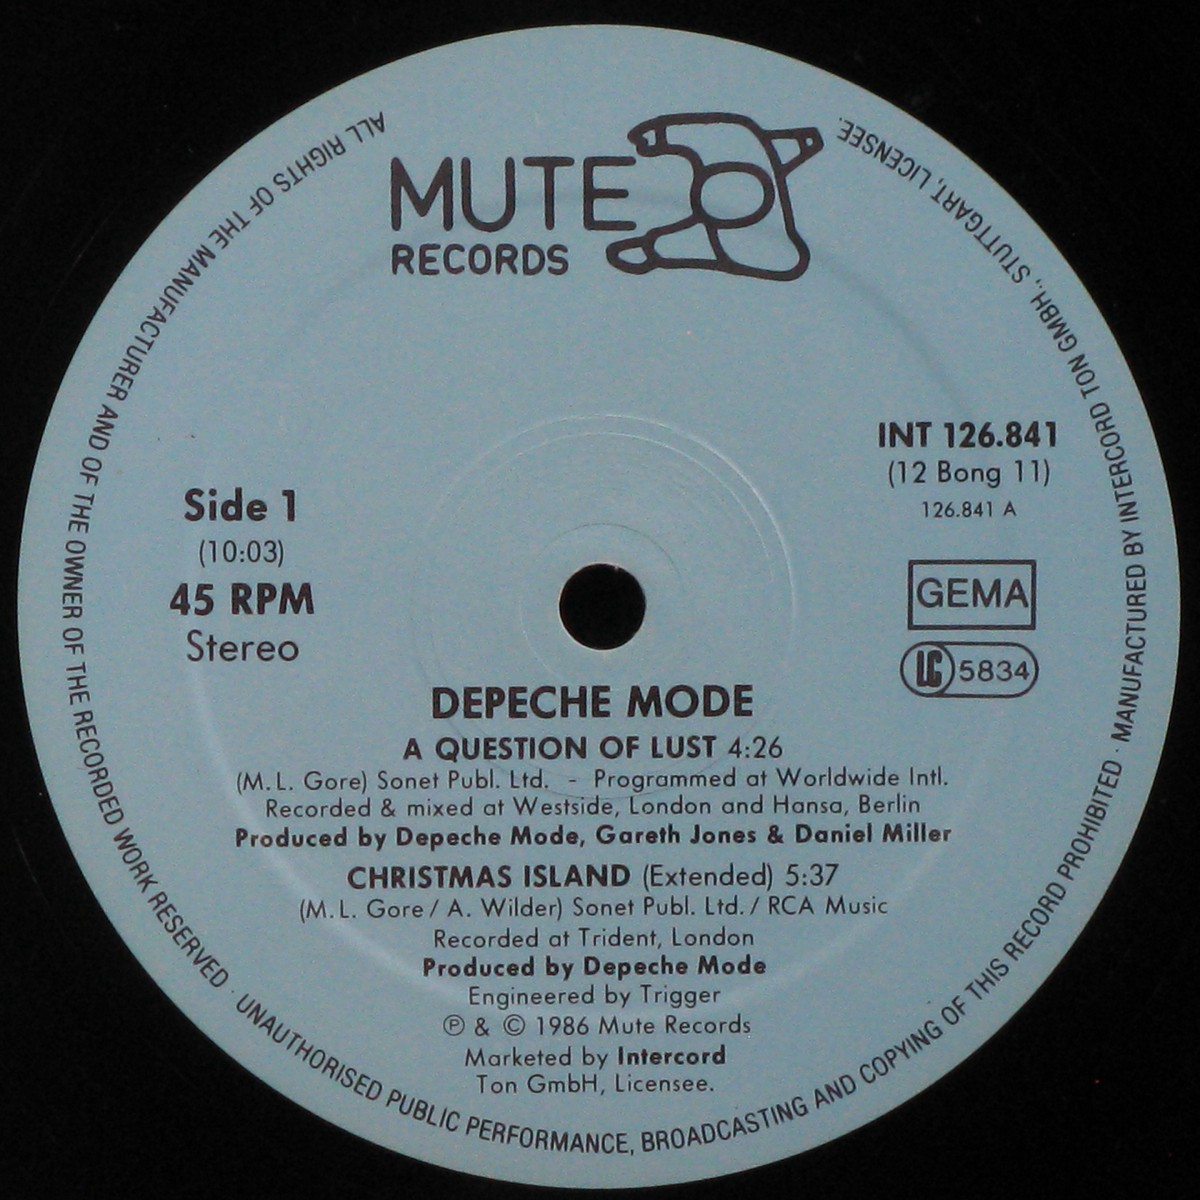 MUTE
RECORDS
INT 126.841
(12 Bong 11)
126.841 A
Side 1
(10:03)
45 RPM
Stereo
GEMA
LC 5834
DEPECHE MODE
A QUESTION OF LUST 4:26
(M. L. Gore) Sonet Publ. Ltd. - Programmed at Worldwide Intl.
Recorded & mixed at Westside, London and Hansa, Berlin
Produced by Depeche Mode, Gareth Jones & Daniel Miller
CHRISTMAS ISLAND (Extended) 5:37
(M. L. Gore / A. Wilder) Sonet Publ. Ltd. / RCA Music
Recorded at Trident, London
Produced by Depeche Mode
Engineered by Trigger
Ⓟ & © 1986 Mute Records
Marketed by Intercord
Ton GmbH, Licensee.
ALL RIGHTS OF THE MANUFACTURER AND OF THE OWNER OF THE RECORDED WORK RESERVED · UNAUTHORISED PUBLIC PERFORMANCE, BROADCASTING AND COPYING OF THIS RECORD PROHIBITED · MANUFACTURED BY INTERCORD TON GMBH., STUTTGART, LICENSEE.